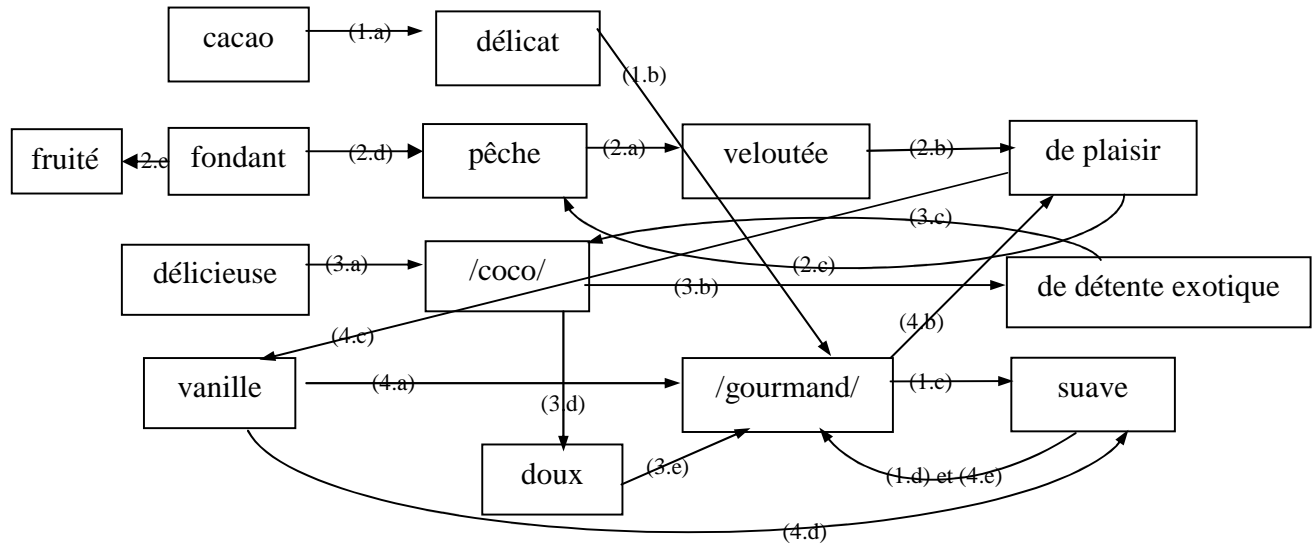 cacao
(1.a)
délicat
(1.b)
fruité
(2.e
fondant
(2.d)
pêche
(2.a)
veloutée
(2.b)
de plaisir
(3.c)
délicieuse
(3.a)
/coco/
(2.c)
(3.b)
de détente exotique
(4.c)
(4.b)
vanille
(4.a)
(3.d)
/gourmand/
(1.c)
suave
doux
(3.e)
(1.d) et (4.e)
(4.d)